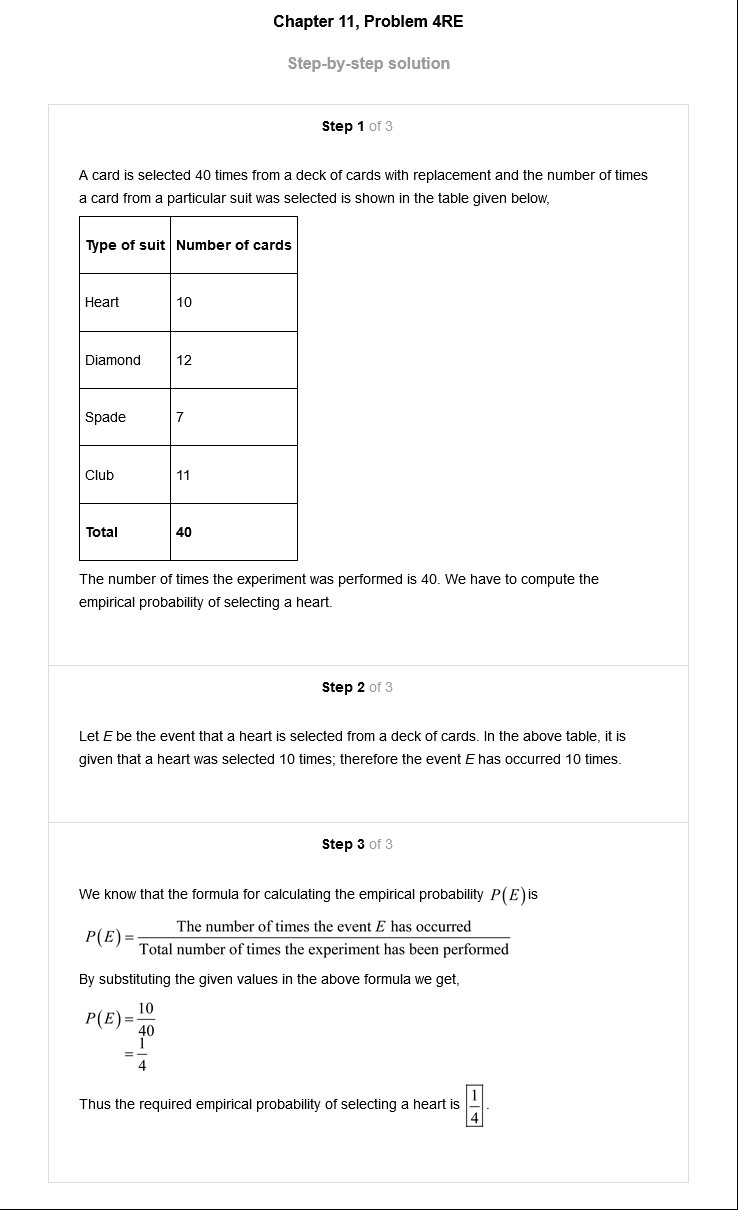 Chapter 11, Problem 4RE
Step-by-step solution
Step 1 of 3
A card is selected 40 times from a deck of cards with replacement and the number of times
a card from a particular suit was selected is shown in the table given below,
Type of suit Number of cards
Heart 10
Diamond 12
Spade 7
Club 11
Total 40
The number of times the experiment was performed is 40. We have to compute the
empirical probability of selecting a heart.
Step 2 of 3
Let E be the event that a heart is selected from a deck of cards. In the above table, it is
given that a heart was selected 10 times; therefore the event E has occurred 10 times.
Step 3 of 3
We know that the formula for calculating the empirical probability P(E) is
P(E) = The number of times the event E has occurred / Total number of times the experiment has been performed
By substituting the given values in the above formula we get,
P(E) = 10/40
= 1/4
Thus the required empirical probability of selecting a heart is 1/4.